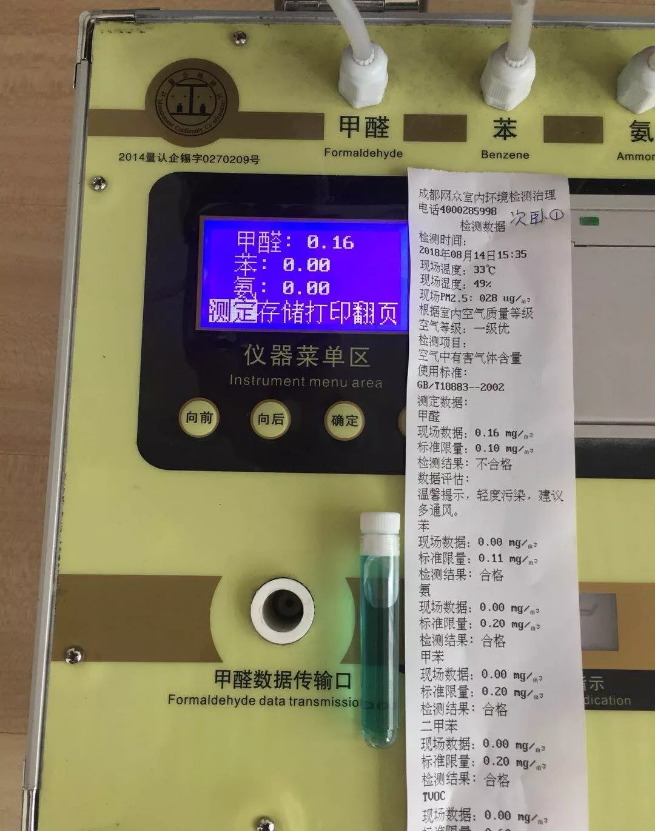 甲醛
Formaldehyde
苯
Benzene
氨
Ammon
2014量认企锡字0270209号
甲醛：0.16
苯：0.00
氨：0.00
测定存储打印翻页
仪器菜单区
Instrument menu area
向前
向后
确定
甲醛数据传输口
Formaldehyde data transmissio
成都网众室内环境检测治理
电话4000285998
次卧①
检测数据
检测时间：
2018年08月14日15:35
现场温度：33℃
现场湿度：49%
现场PM2.5：028 ug/m3
根据室内空气质量等级
空气等级：一级优
检测项目：
空气中有害气体含量
使用标准：
GB/T18883--2002
测定数据：
甲醛
现场数据：0.16 mg/m3
标准限量：0.10 mg/m3
检测结果：不合格
数据评估：
温馨提示，轻度污染，建议
多通风。
苯
现场数据：0.00 mg/m3
标准限量：0.11 mg/m3
检测结果：合格
氨
现场数据：0.00 mg/m3
标准限量：0.20 mg/m3
检测结果：合格
甲苯
现场数据：0.00 mg/m3
标准限量：0.20 mg/m3
检测结果：合格
二甲苯
现场数据：0.00 mg/m3
标准限量：0.20 mg/m3
检测结果：合格
TVOC
现场数据：0.00 mg/m3
示
dication